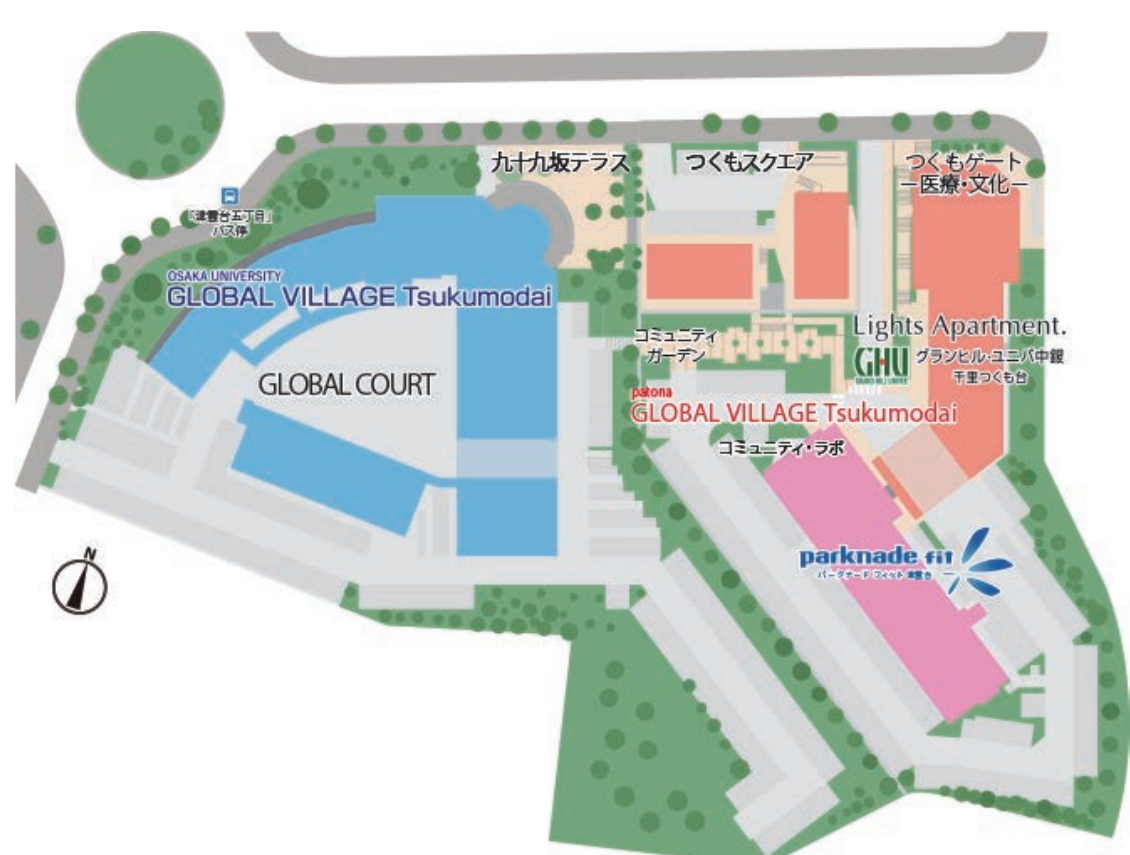 九十九坂テラス
つくもスクエア
つくもゲート
ー医療・文化ー
「津雲台五丁目」
バス停
OSAKA UNIVERSITY
GLOBAL VILLAGE Tsukumodai
GLOBAL COURT
コミュニティ
ガーデン
Lights Apartment.
GHU
グランヒル・ユニバ中銀
千里つくも台
patona
GLOBAL VILLAGE Tsukumodai
コミュニティ・ラボ
parknade fit
パークナード フィット 津雲台
N